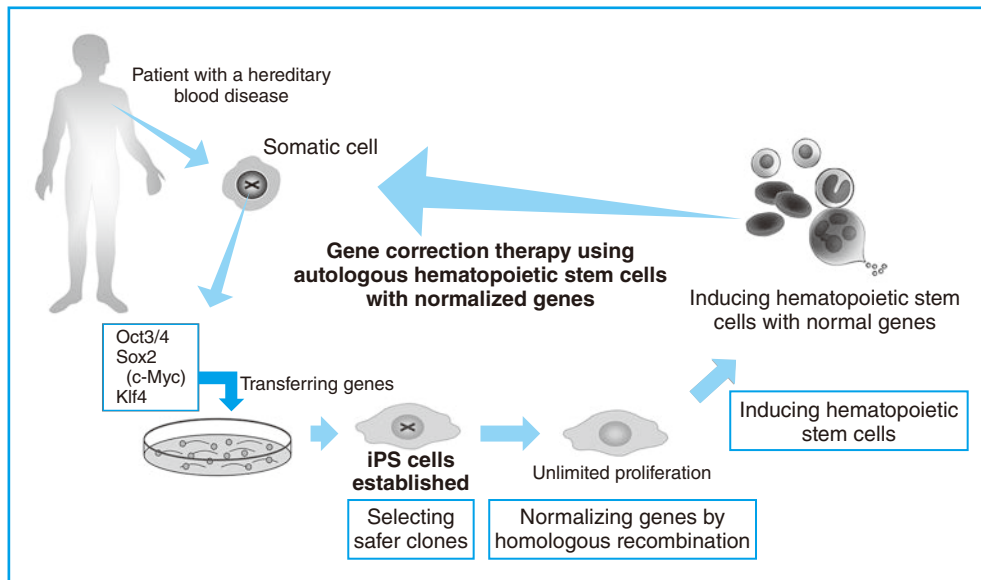 Patient with a hereditary
blood disease
Somatic cell
Gene correction therapy using
autologous hematopoietic stem cells
with normalized genes
Inducing hematopoietic stem
cells with normal genes
Oct3/4
Sox2
(c-Myc)
Klf4
Transferring genes
iPS cells
established
Unlimited proliferation
Inducing hematopoietic
stem cells
Selecting
safer clones
Normalizing genes by
homologous recombination